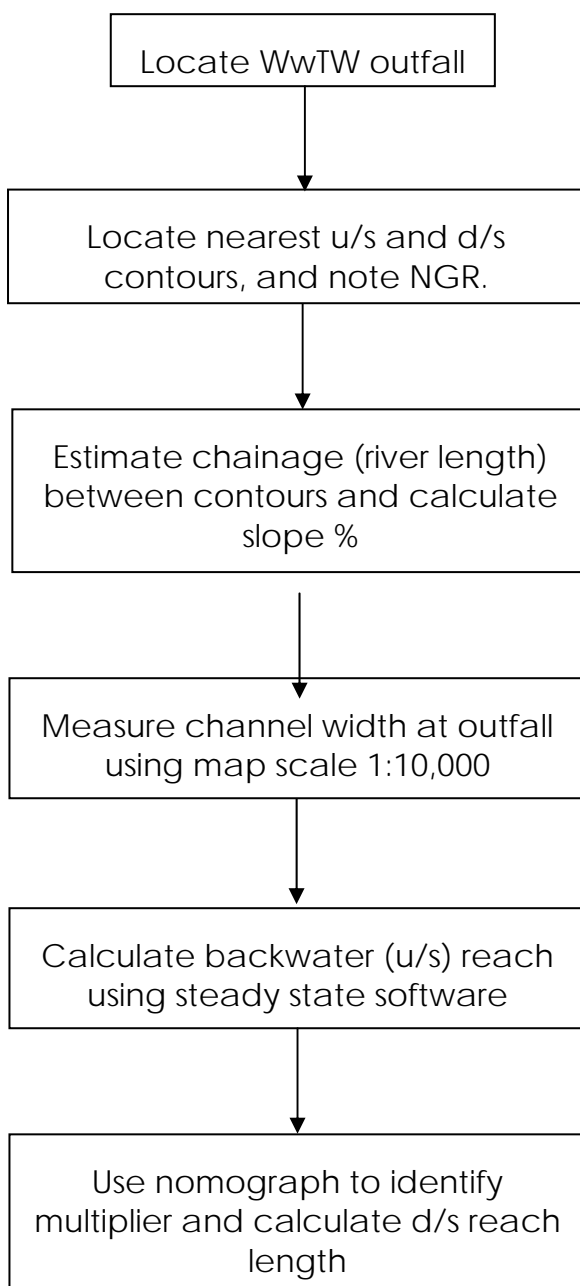 Locate WwTW outfall
Locate nearest u/s and d/s
contours, and note NGR.
Estimate chainage (river length)
between contours and calculate
slope %
Measure channel width at outfall
using map scale 1:10,000
Calculate backwater (u/s) reach
using steady state software
Use nomograph to identify
multiplier and calculate d/s reach
length